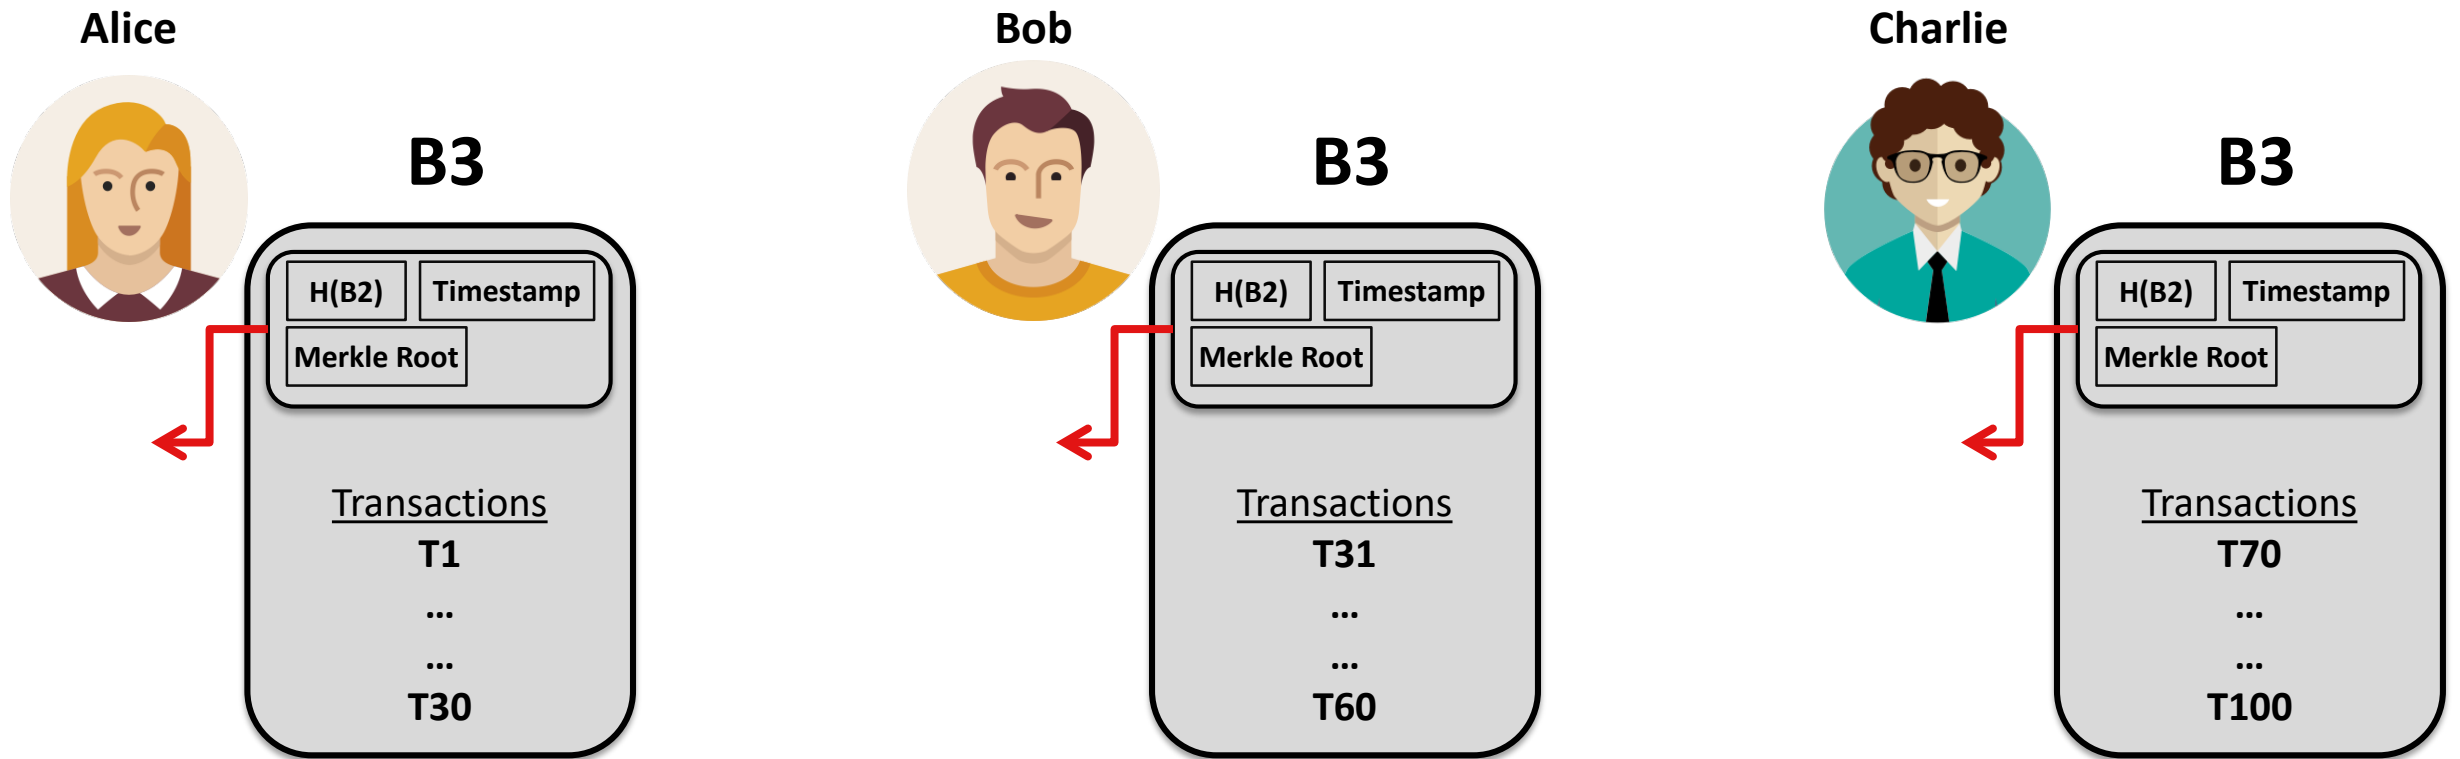 Alice
B3
H(B2) Timestamp
Merkle Root
Transactions
T1
...
...
T30
Bob
B3
H(B2) Timestamp
Merkle Root
Transactions
T31
...
...
T60
Charlie
B3
H(B2) Timestamp
Merkle Root
Transactions
T70
...
...
T100